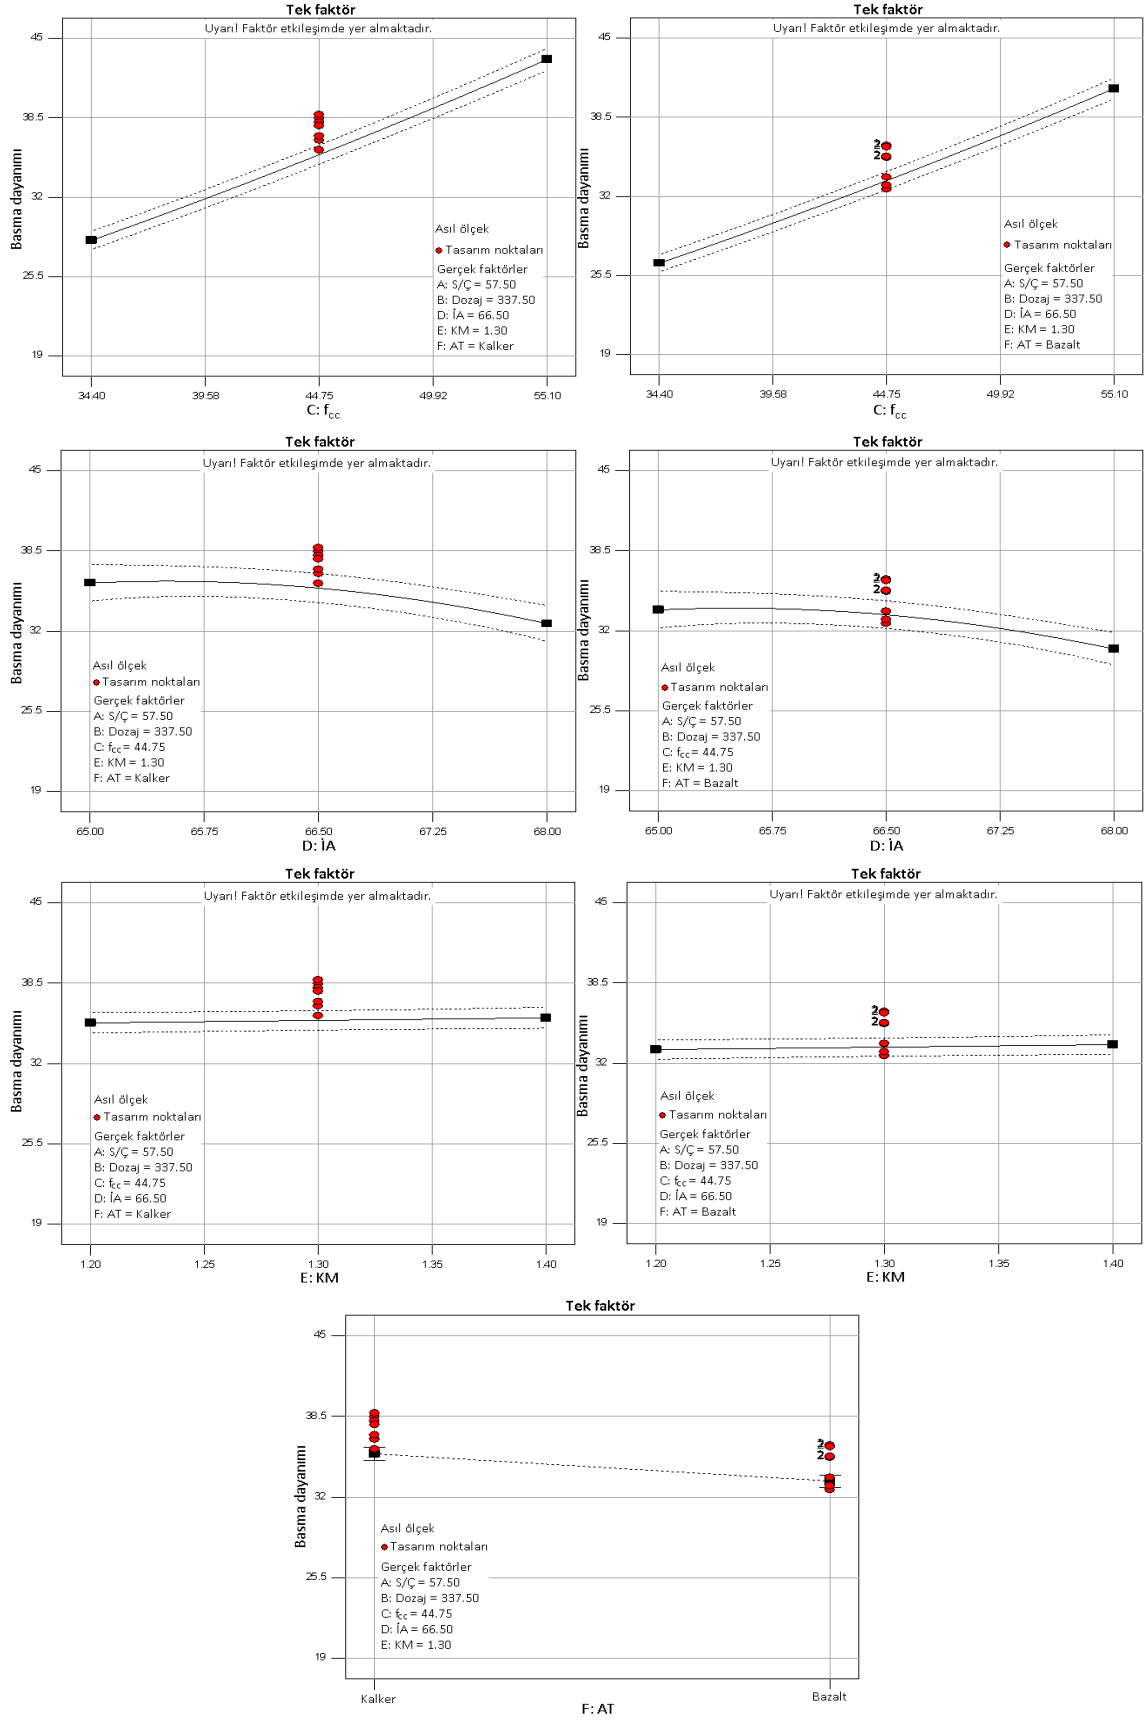 Tek faktör
Uyarı! Faktör etkileşimde yer almaktadır.
Basma dayanımı
45
38.5
32
25.5
19
Asıl ölçek
Tasarım noktaları
Gerçek faktörler
A: S/Ç = 57.50
B: Dozaj = 337.50
D: İA = 66.50
E: KM = 1.30
F: AT = Kalker
34.40
39.58
44.75
49.92
55.10
C: fcc
Tek faktör
Uyarı! Faktör etkileşimde yer almaktadır.
Basma dayanımı
45
38.5
32
25.5
19
2
2
Asıl ölçek
Tasarım noktaları
Gerçek faktörler
A: S/Ç = 57.50
B: Dozaj = 337.50
D: İA = 66.50
E: KM = 1.30
F: AT = Bazalt
34.40
39.58
44.75
49.92
55.10
C: fcc
Tek faktör
Uyarı! Faktör etkileşimde yer almaktadır.
Basma dayanımı
45
38.5
32
25.5
19
Asıl ölçek
Tasarım noktaları
Gerçek faktörler
A: S/Ç = 57.50
B: Dozaj = 337.50
C: fcc = 44.75
E: KM = 1.30
F: AT = Kalker
65.00
65.75
66.50
67.25
68.00
D: İA
Tek faktör
Uyarı! Faktör etkileşimde yer almaktadır.
Basma dayanımı
45
38.5
32
25.5
19
2
2
Asıl ölçek
Tasarım noktaları
Gerçek faktörler
A: S/Ç = 57.50
B: Dozaj = 337.50
C: fcc = 44.75
E: KM = 1.30
F: AT = Bazalt
65.00
65.75
66.50
67.25
68.00
D: İA
Tek faktör
Uyarı! Faktör etkileşimde yer almaktadır.
Basma dayanımı
45
38.5
32
25.5
19
Asıl ölçek
Tasarım noktaları
Gerçek faktörler
A: S/Ç = 57.50
B: Dozaj = 337.50
C: fcc = 44.75
D: İA = 66.50
F: AT = Kalker
1.20
1.25
1.30
1.35
1.40
E: KM
Tek faktör
Uyarı! Faktör etkileşimde yer almaktadır.
Basma dayanımı
45
38.5
32
25.5
19
2
2
Asıl ölçek
Tasarım noktaları
Gerçek faktörler
A: S/Ç = 57.50
B: Dozaj = 337.50
C: fcc = 44.75
D: İA = 66.50
F: AT = Bazalt
1.20
1.25
1.30
1.35
1.40
E: KM
Tek faktör
Basma dayanımı
45
38.5
32
25.5
19
2
2
Asıl ölçek
Tasarım noktaları
Gerçek faktörler
A: S/Ç = 57.50
B: Dozaj = 337.50
C: fcc = 44.75
D: İA = 66.50
E: KM = 1.30
Kalker
Bazalt
F: AT